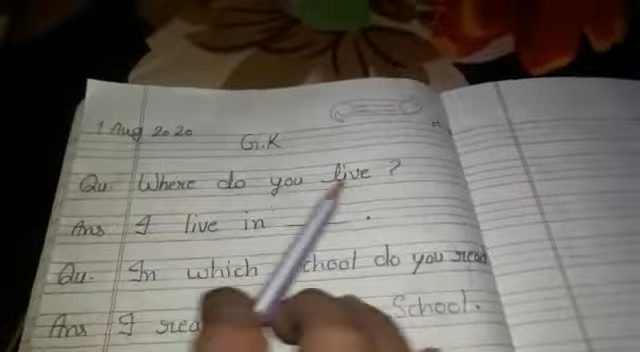 1 Aug 2020
G.K
Qu. Where do you live ?
Ans I live in ——— .
Qu. In which school do you read
Ans I read School.